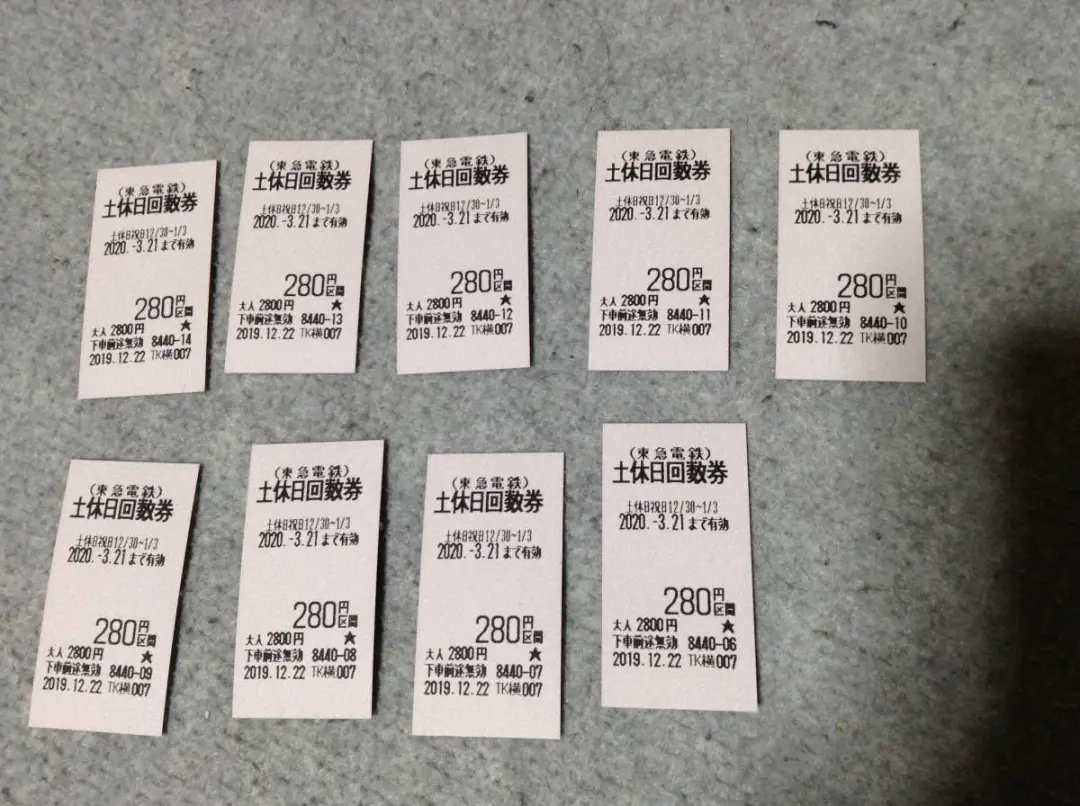 (東急電鉄)
土休日回数券
土休日祝日12/30~1/3
2020.-3.21まで有効
280円区間
大人 2800円 ★
下車前途無効 8440-14
2019.12.22 TK横007
(東急電鉄)
土休日回数券
土休日祝日12/30~1/3
2020.-3.21まで有効
280円区間
大人 2800円 ★
下車前途無効 8440-13
2019.12.22 TK横007
(東急電鉄)
土休日回数券
土休日祝日12/30~1/3
2020.-3.21まで有効
280円区間
大人 2800円 ★
下車前途無効 8440-12
2019.12.22 TK横007
(東急電鉄)
土休日回数券
土休日祝日12/30~1/3
2020.-3.21まで有効
280円区間
大人 2800円 ★
下車前途無効 8440-11
2019.12.22 TK横007
(東急電鉄)
土休日回数券
土休日祝日12/30~1/3
2020.-3.21まで有効
280円区間
大人 2800円 ★
下車前途無効 8440-10
2019.12.22 TK横007
(東急電鉄)
土休日回数券
土休日祝日12/30~1/3
2020.-3.21まで有効
280円区間
大人 2800円 ★
下車前途無効 8440-09
2019.12.22 TK横007
(東急電鉄)
土休日回数券
土休日祝日12/30~1/3
2020.-3.21まで有効
280円区間
大人 2800円 ★
下車前途無効 8440-08
2019.12.22 TK横007
(東急電鉄)
土休日回数券
土休日祝日12/30~1/3
2020.-3.21まで有効
280円区間
大人 2800円 ★
下車前途無効 8440-07
2019.12.22 TK横007
(東急電鉄)
土休日回数券
土休日祝日12/30~1/3
2020.-3.21まで有効
280円区間
大人 2800円 ★
下車前途無効 8440-06
2019.12.22 TK横007